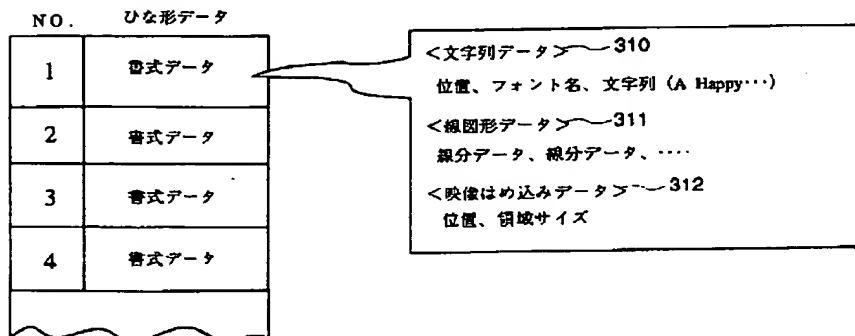 NO. ひな形データ
1 書式データ
2 書式データ
3 書式データ
4 書式データ
<文字列データ> 310
位置、フォント名、文字列 (A Happy・・・)
<線図形データ> 311
線分データ、線分データ、・・・・
<映像はめ込みデータ> 312
位置、領域サイズ